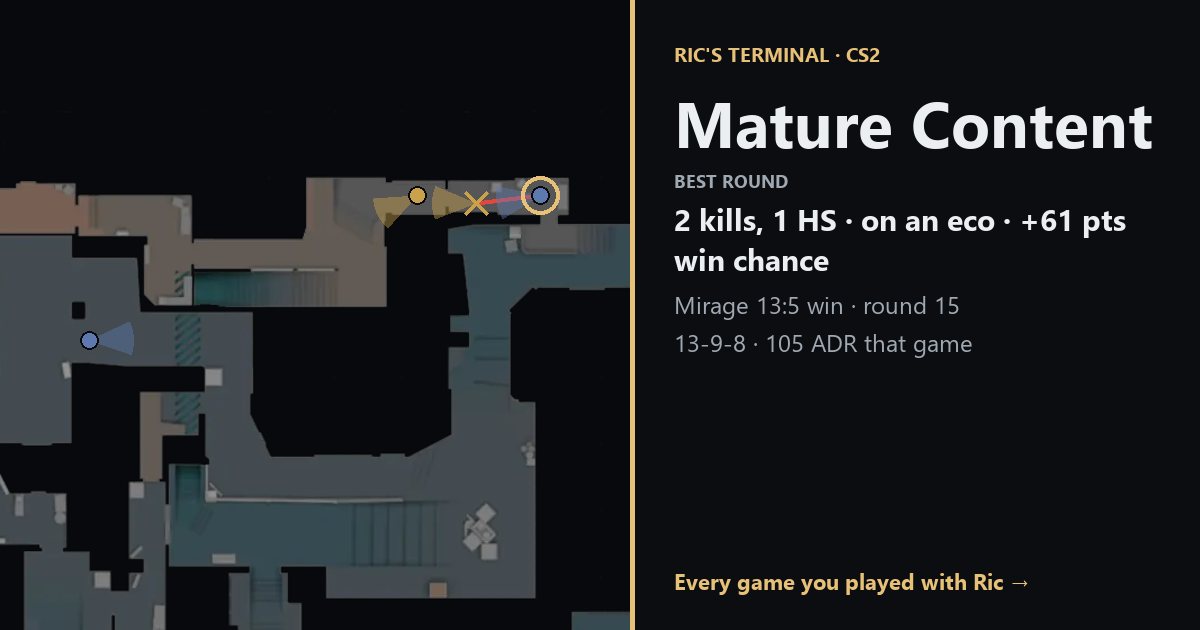 RIC'S TERMINAL · CS2
Mature Content
BEST ROUND
2 kills, 1 HS · on an eco · +61 pts
win chance
Mirage 13:5 win · round 15
13-9-8 · 105 ADR that game
Every game you played with Ric →